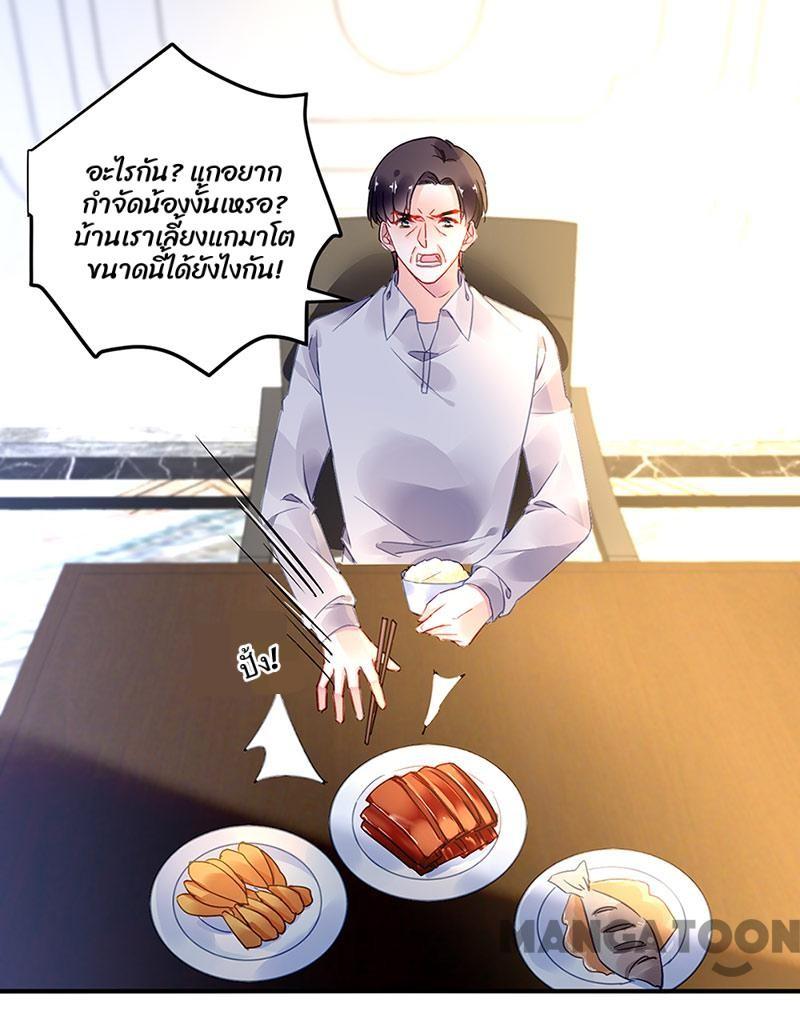 อะไรกัน? แกอยาก
กำจัดน้องงั้นเหรอ?
บ้านเราเลี้ยงแกมาโต
ขนาดนี้ได้ยังไงกัน!
ปั้ง!
MANGATOON